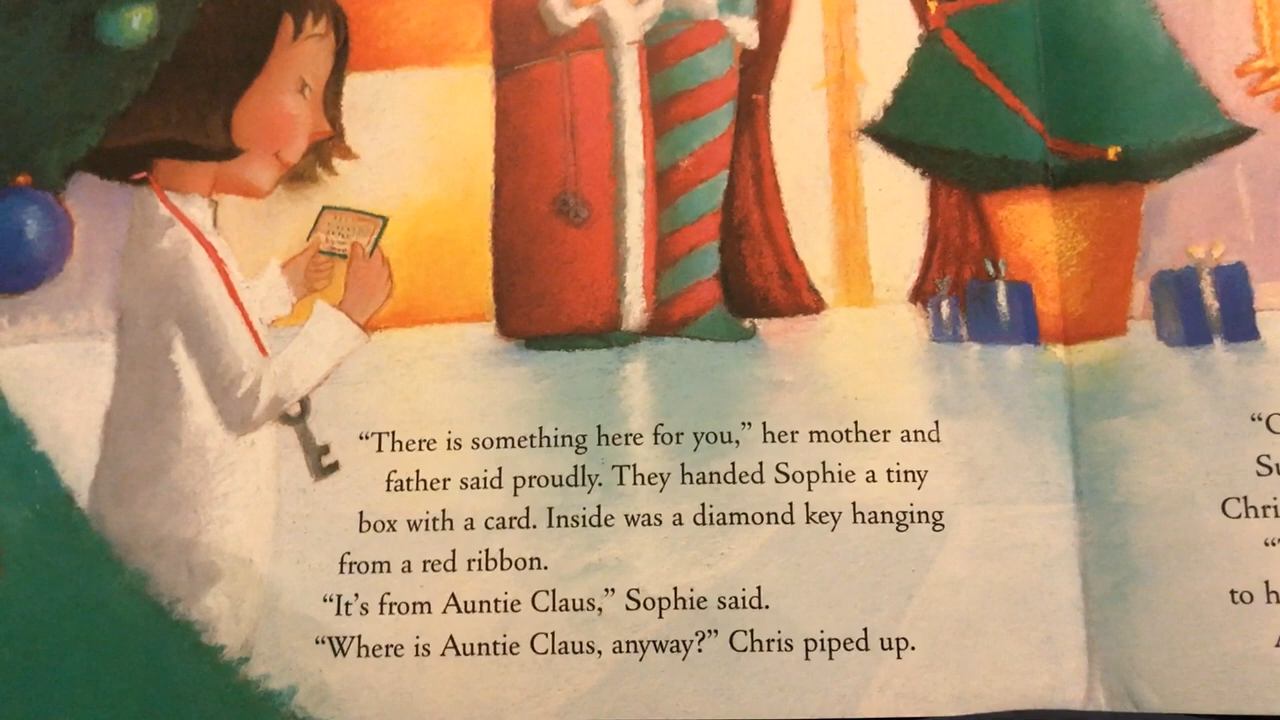 “There is something here for you,” her mother and
father said proudly. They handed Sophie a tiny
box with a card. Inside was a diamond key hanging
from a red ribbon.
“It’s from Auntie Claus,” Sophie said.
“Where is Auntie Claus, anyway?” Chris piped up.
to h